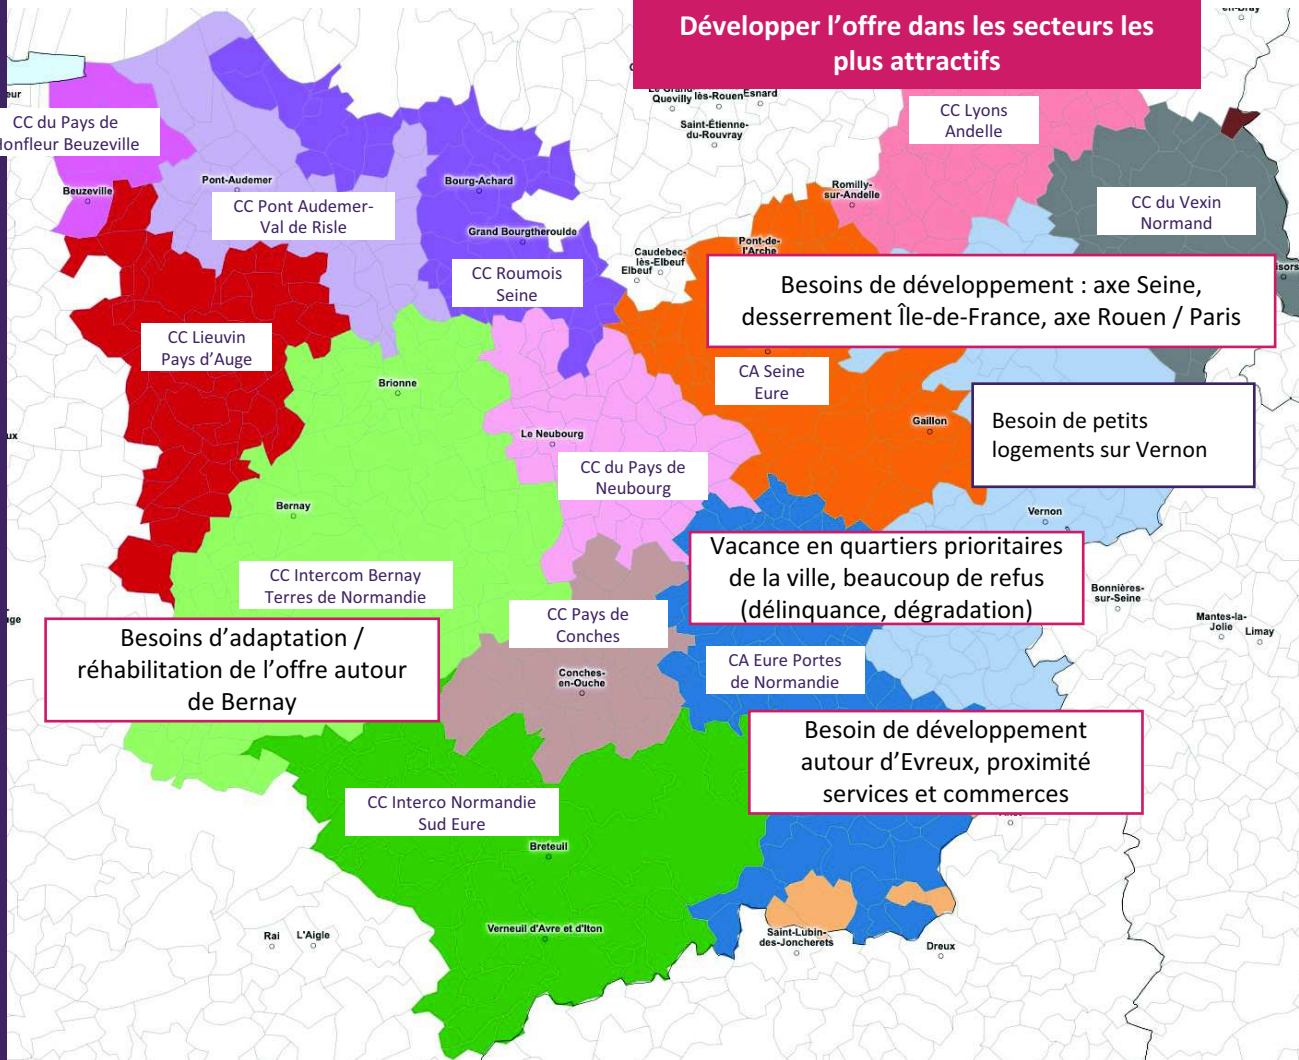 Développer l'offre dans les secteurs les
plus attractifs
en-Bray
Le Grand
Quevilly
lès-Rouen
Esnard
Saint-Étienne-
du-Rouvray
CC Lyons
Andelle
CC du Pays de
Honfleur Beuzeville
Beuzeville
Pont-Audemer
CC Pont Audemer-
Val de Risle
Bourg-Achard
Grand Bourgtheroulde
CC Roumois
Seine
Romilly-
sur-Andelle
CC du Vexin
Normand
Caudebec-
lès-Elbeuf
Elbeuf
Pont-de-
l'Arche
Besoins de développement : axe Seine,
desserrement Île-de-France, axe Rouen / Paris
CC Lieuvin
Pays d'Auge
Brionne
CA Seine
Eure
Gaillon
Besoin de petits
logements sur Vernon
Le Neubourg
CC du Pays de
Neubourg
Bernay
Vernon
Vacance en quartiers prioritaires
de la ville, beaucoup de refus
(délinquance, dégradation)
Bonnières-
sur-Seine
Mantes-la-
Jolie
Limay
CC Intercom Bernay
Terres de Normandie
CC Pays de
Conches
Besoins d'adaptation /
réhabilitation de l'offre autour
de Bernay
Conches-
en-Ouche
CA Eure Portes
de Normandie
Besoin de développement
autour d'Evreux, proximité
services et commerces
CC Interco Normandie
Sud Eure
Breteuil
Verneuil d'Avre et d'Iton
Rai
L'Aigle
Saint-Lubin-
des-Joncherets
Dreux